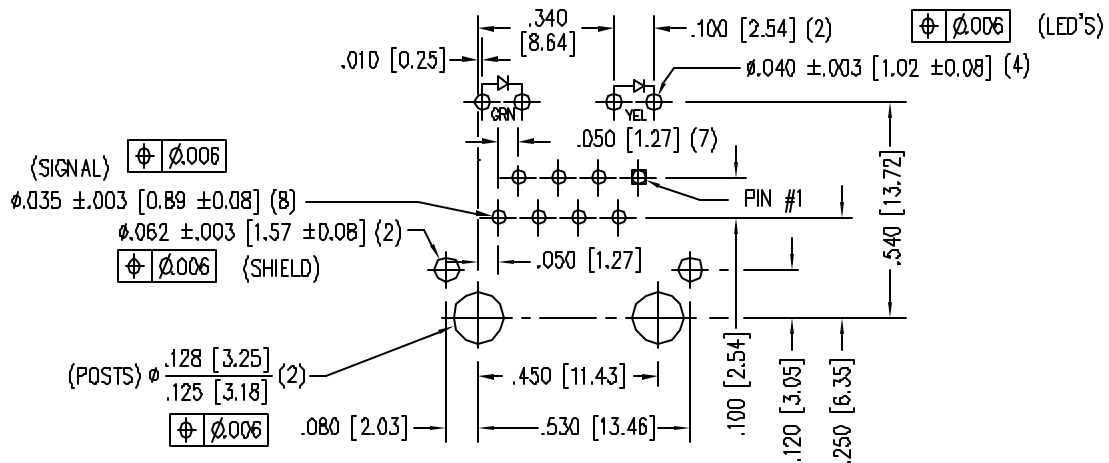 .340
[8.64]
.100 [2.54] (2)
⌖ Ø.006 (LED'S)
.010 [0.25]
ø.040 ±.003 [1.02 ±0.08] (4)
GRN
YEL
.050 [1.27] (7)
(SIGNAL) ⌖ Ø.006
ø.035 ±.003 [0.89 ±0.08] (8)
PIN #1
ø.062 ±.003 [1.57 ±0.08] (2)
⌖ Ø.006 (SHIELD)
.050 [1.27]
.540 [13.72]
(POSTS) ø .128 [3.25]
.125 [3.18] (2)
.450 [11.43]
⌖ Ø.006
.080 [2.03]
.530 [13.46]
.100 [2.54]
.120 [3.05]
.250 [6.35]